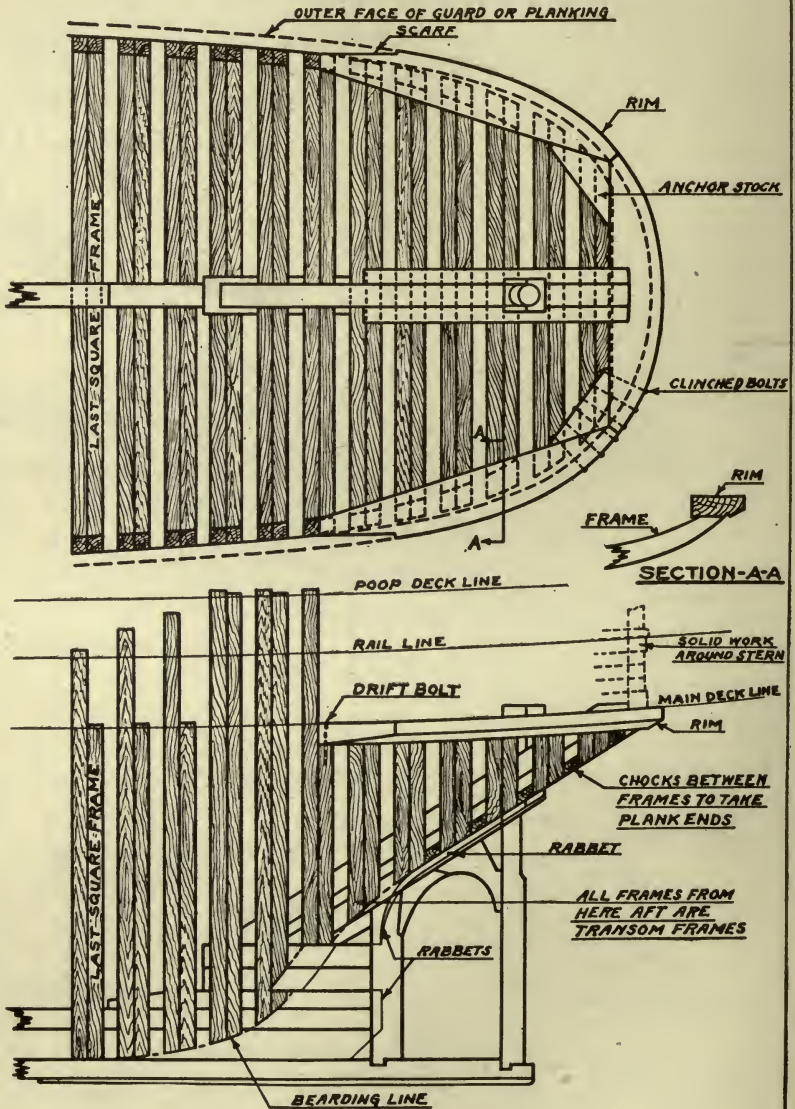 OUTER FACE OF GUARD OR PLANKING
SCARF
RIM
ANCHOR STOCK
LAST SQUARE FRAME
CLINCHED BOLTS
A
A
RIM
FRAME
SECTION-A-A
POOP DECK LINE
RAIL LINE
SOLID WORK
AROUND STERN
DRIFT BOLT
MAIN DECK LINE
RIM
CHOCKS BETWEEN
FRAMES TO TAKE
PLANK ENDS
LAST SQUARE FRAME
RABBET
ALL FRAMES FROM
HERE AFT ARE
TRANSOM FRAMES
RABBETS
BEARDING LINE